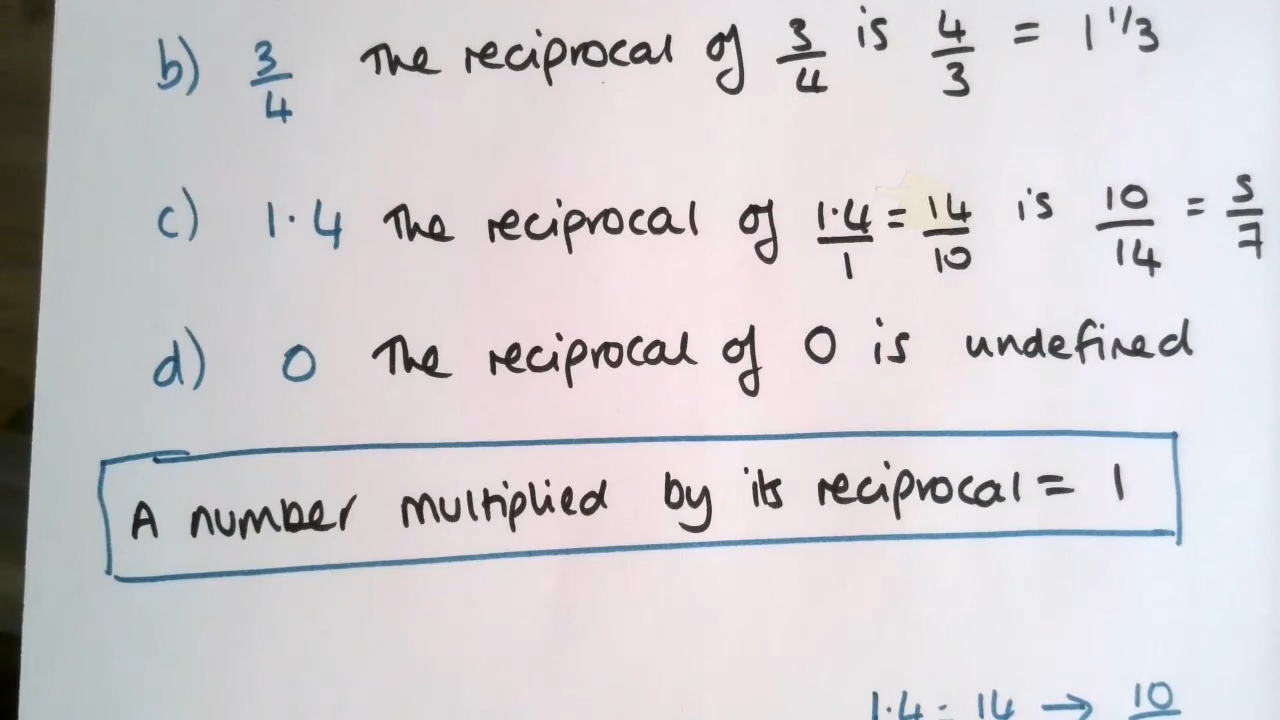 b) 3/4 The reciprocal of 3/4 is 4/3 = 1 1/3
c) 1·4 The reciprocal of 1·4/1 = 14/10 is 10/14 = 5/7
d) 0 The reciprocal of 0 is undefined
A number multiplied by its reciprocal = 1
1·4 = 14 → 10